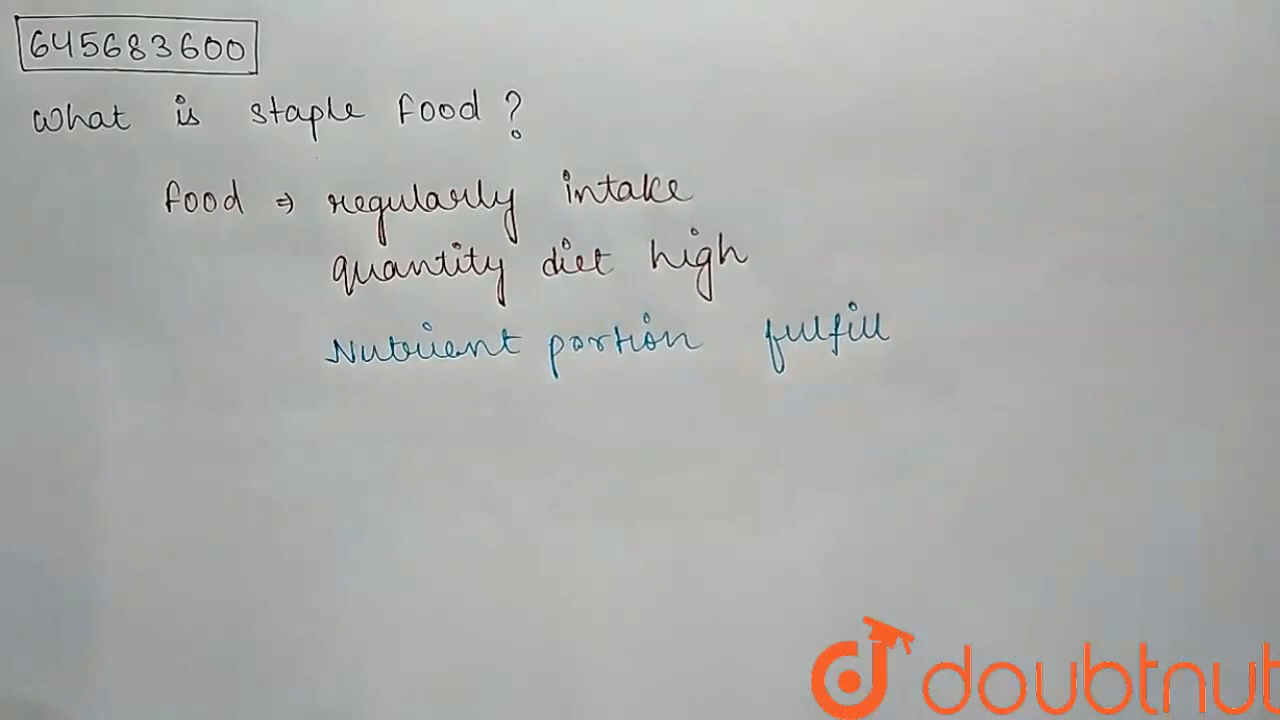 645683600
What is staple food ?
food ⇒ regularly intake
quantity diet high
Nutrient portion fulfill
doubtnut